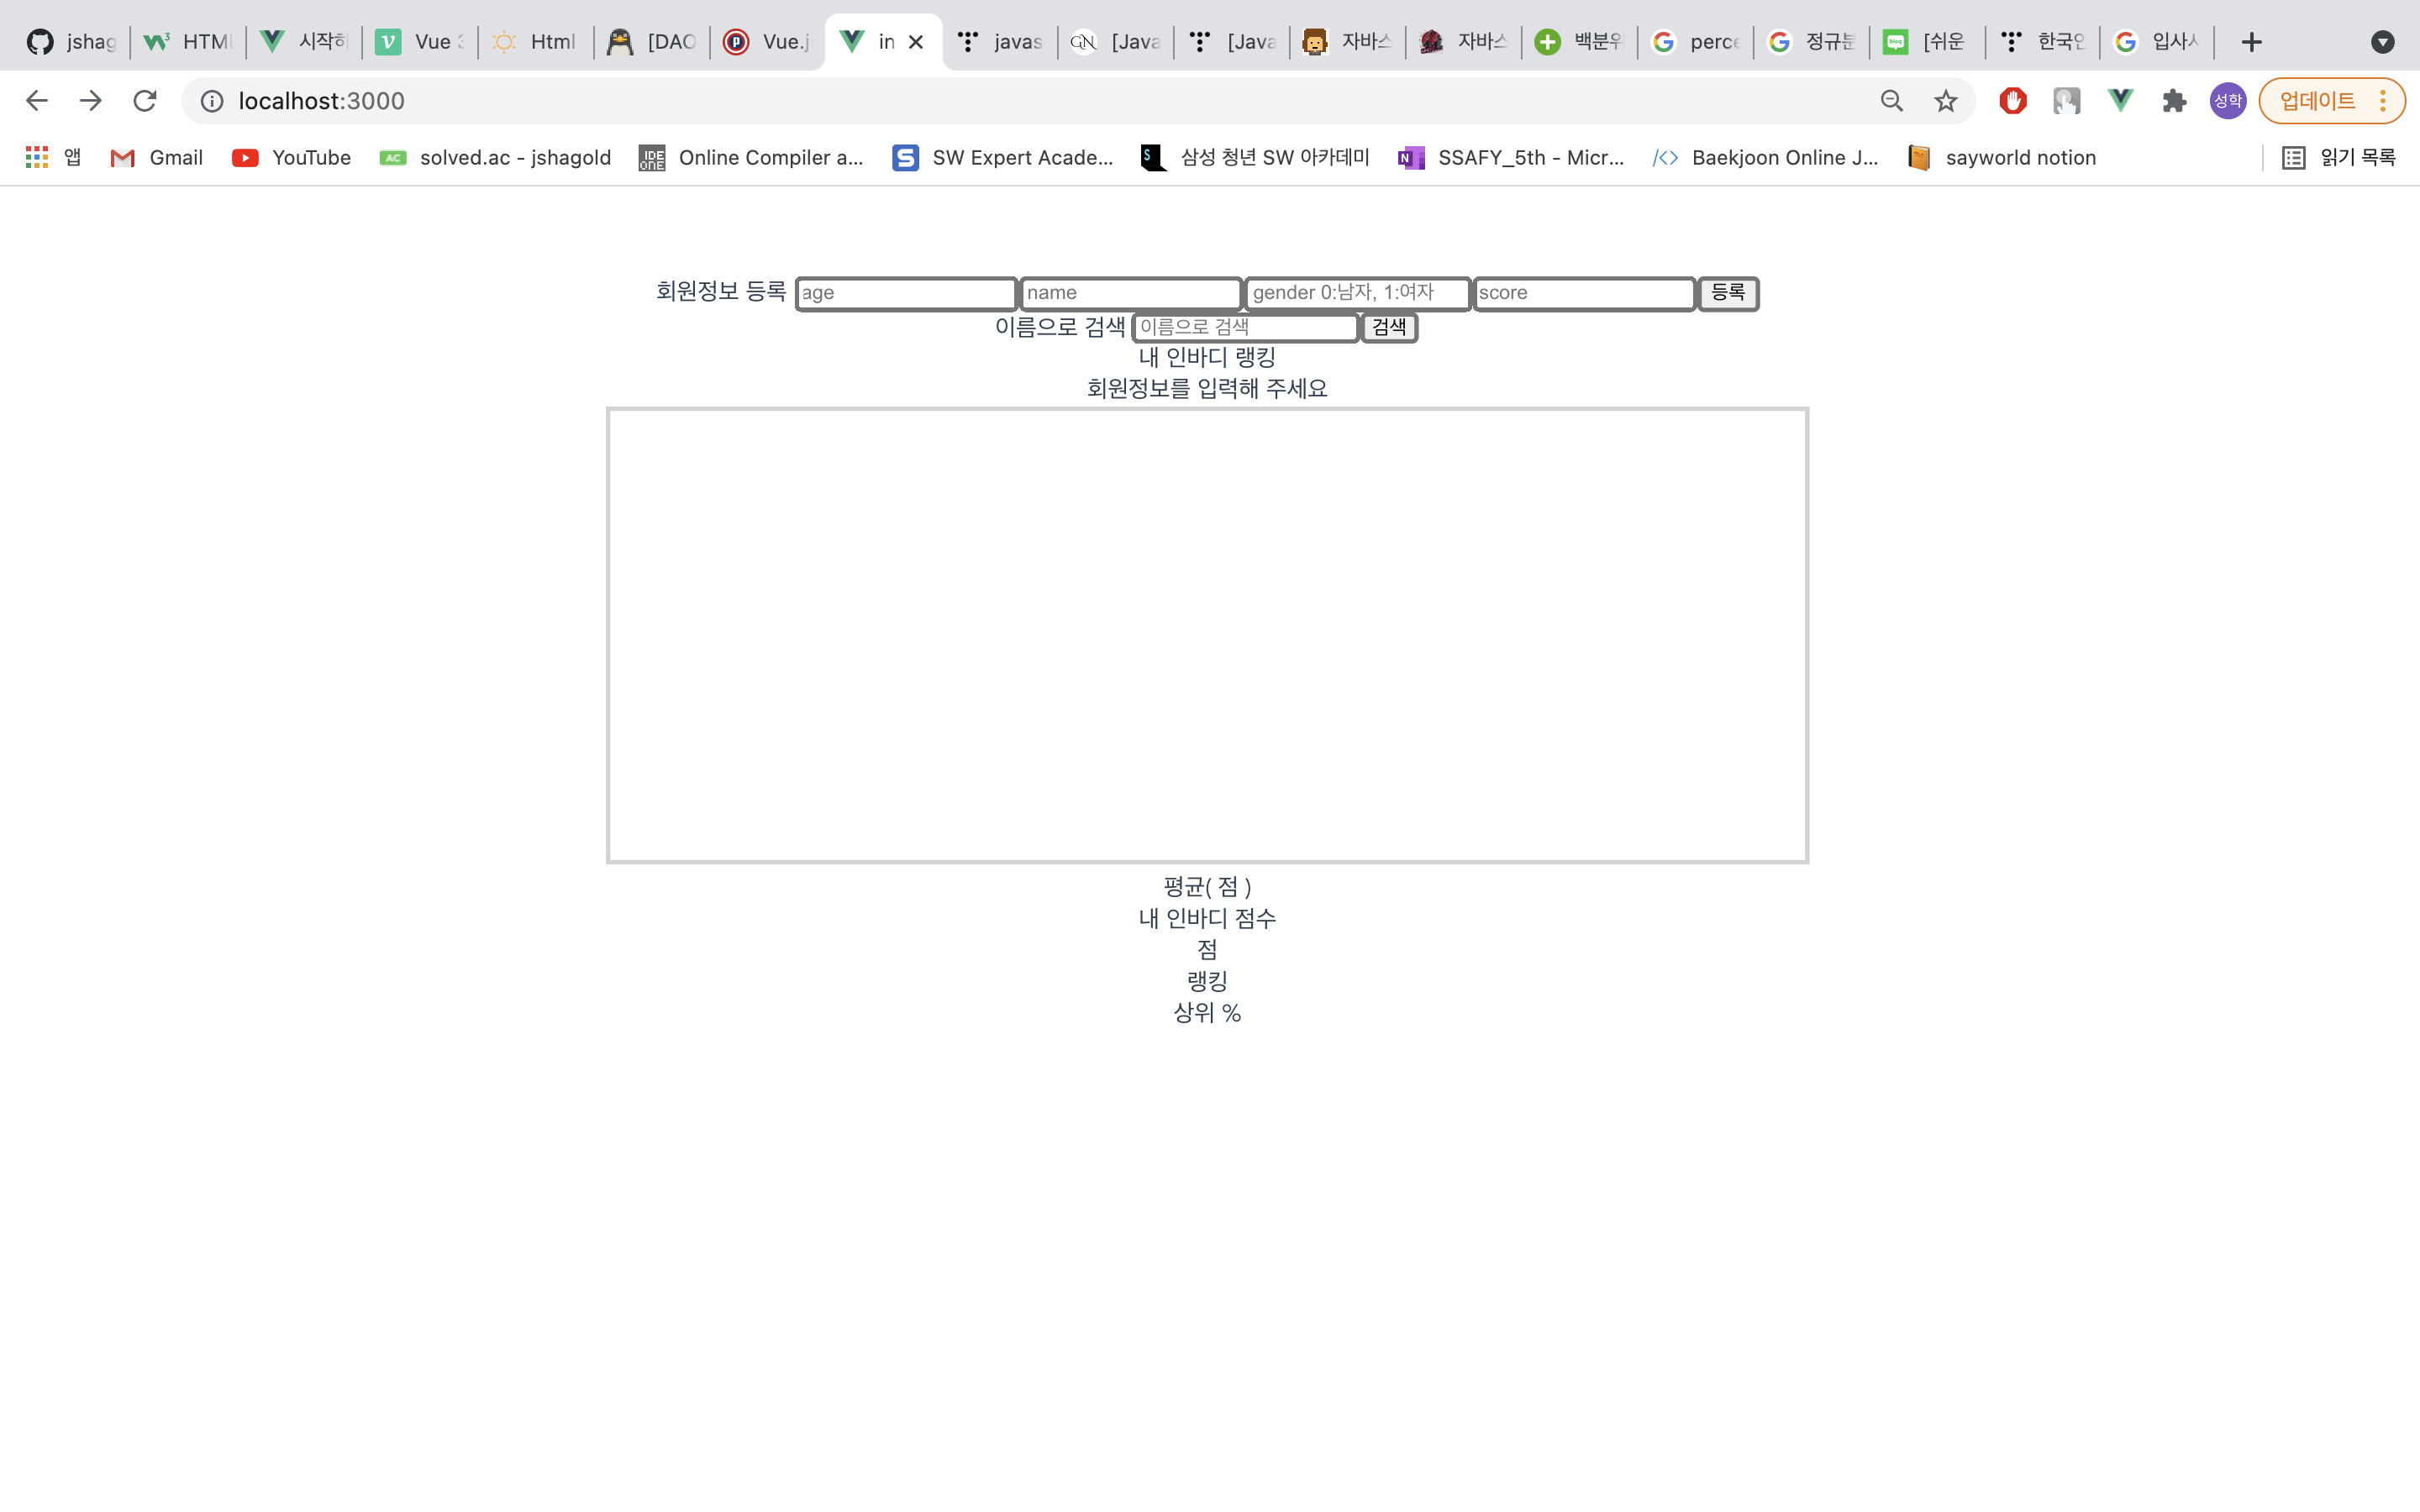 jshag HTML 시작하 Vue 3 Html [DAO Vue.j in javas [Java [Java 자바스 자바스 백분위 perce 정규분 [쉬운 한국인 입사시
localhost:3000 성학 업데이트
앱 Gmail YouTube solved.ac - jshagold Online Compiler a... SW Expert Acade... 삼성 청년 SW 아카데미 SSAFY_5th - Micr... Baekjoon Online J... sayworld notion 읽기 목록
회원정보 등록 age name gender 0:남자, 1:여자 score 등록
이름으로 검색 이름으로 검색 검색
내 인바디 랭킹
회원정보를 입력해 주세요
평균( 점 )
내 인바디 점수
점
랭킹
상위 %